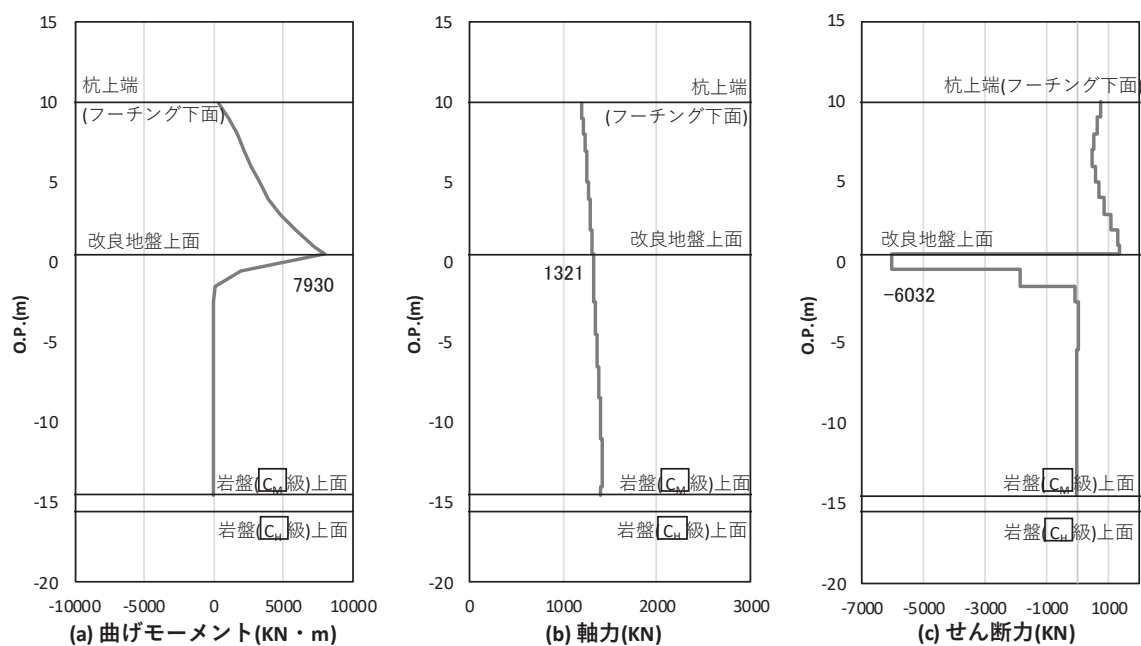 15
10
5
0
-5
-10
-15
-20
O.P.(m)
杭上端
(フーチング下面)
改良地盤上面
7930
岩盤(CM級)上面
岩盤(CH級)上面
-10000 -5000 0 5000 10000
(a) 曲げモーメント(KN・m)
15
10
5
0
-5
-10
-15
-20
O.P.(m)
杭上端
(フーチング下面)
改良地盤上面
1321
岩盤(CM級)上面
岩盤(CH級)上面
0 1000 2000 3000
(b) 軸力(KN)
15
10
5
0
-5
-10
-15
-20
O.P.(m)
杭上端(フーチング下面)
改良地盤上面
−6032
岩盤(CM級)上面
岩盤(CH級)上面
-7000 -5000 -3000 -1000 1000
(c) せん断力(KN)